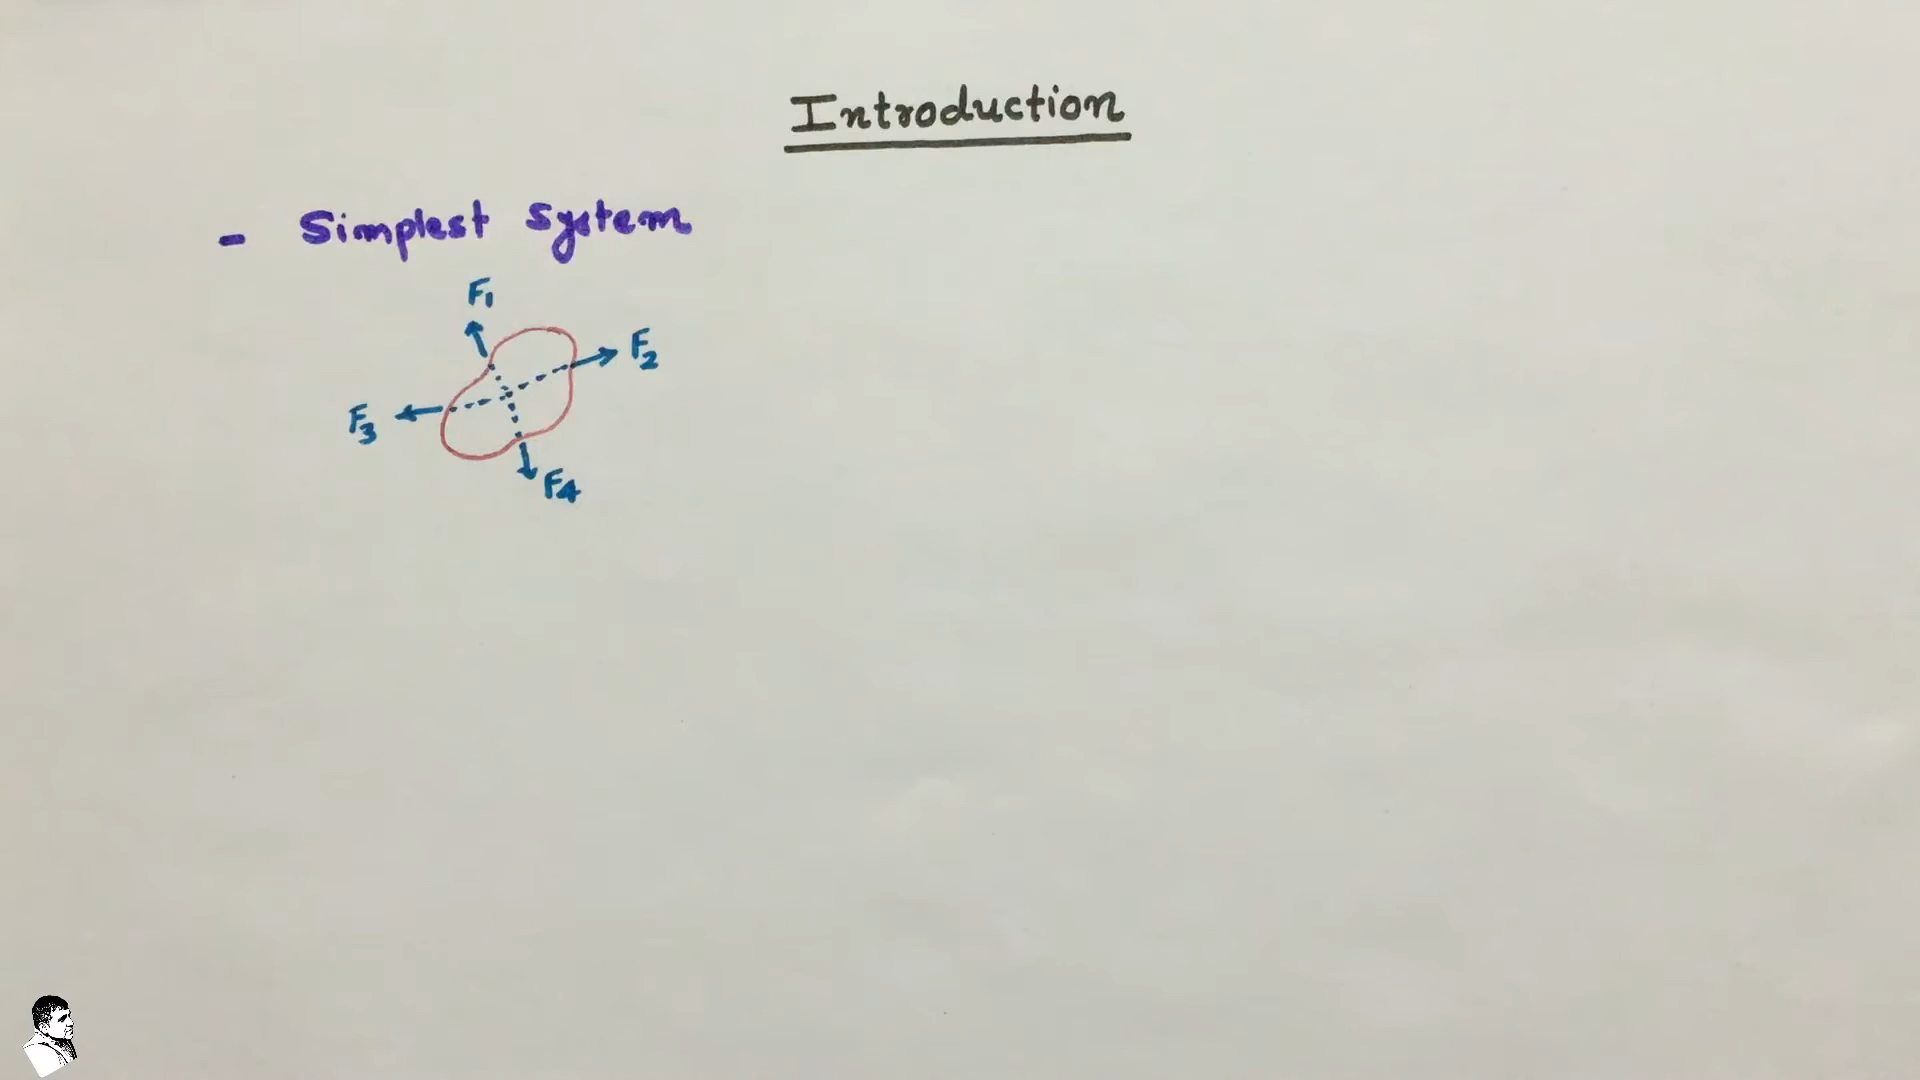 Introduction
- Simplest System
F1
F2
F3
F4